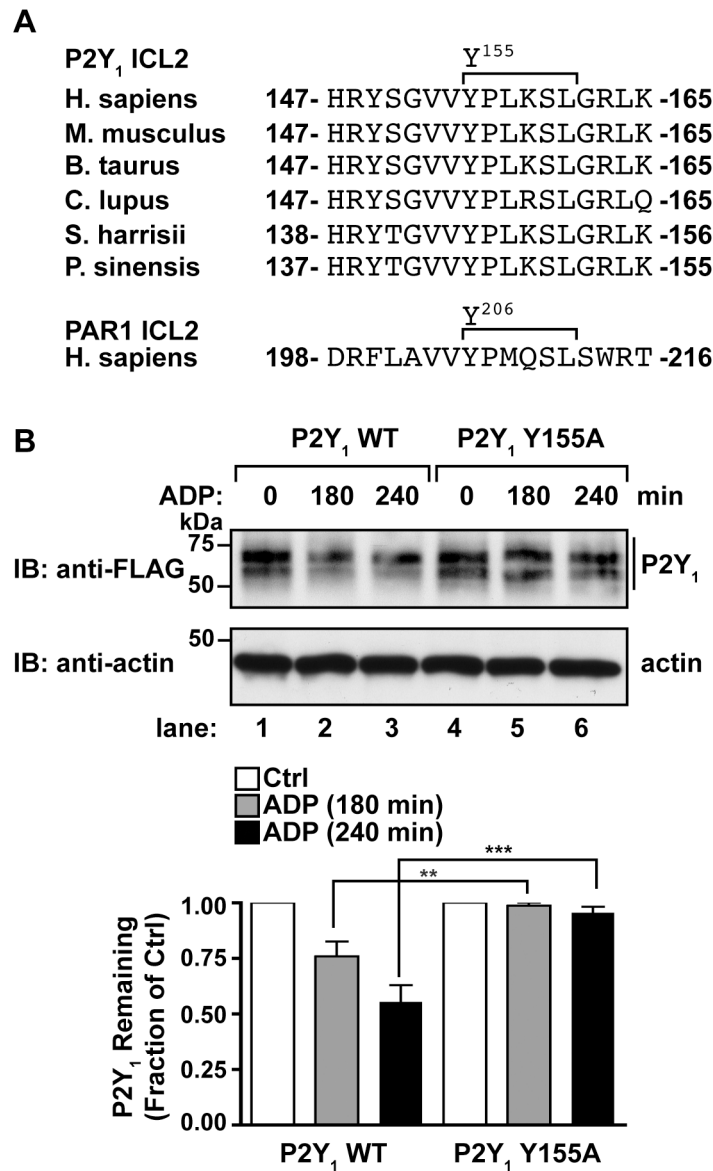 A
P2Y₁ ICL2 Y¹⁵⁵
H. sapiens 147- HRYSGVVYPLKSLGRLK -165
M. musculus 147- HRYSGVVYPLKSLGRLK -165
B. taurus 147- HRYSGVVYPLKSLGRLK -165
C. lupus 147- HRYSGVVYPLRSLGRLQ -165
S. harrisii 138- HRYTGVVYPLKSLGRLK -156
P. sinensis 137- HRYTGVVYPLKSLGRLK -155
Y²⁰⁶
PAR1 ICL2
H. sapiens 198- DRFLAVVYPMQSLSWRT -216
B
P2Y₁ WT P2Y₁ Y155A
ADP: 0 180 240 0 180 240 min
kDa
75
IB: anti-FLAG P2Y₁
50
50
IB: anti-actin actin
lane: 1 2 3 4 5 6
Ctrl
ADP (180 min)
ADP (240 min)
***
**
P2Y₁ Remaining
(Fraction of Ctrl)
1.00
0.75
0.50
0.25
0.00
P2Y₁ WT P2Y₁ Y155A